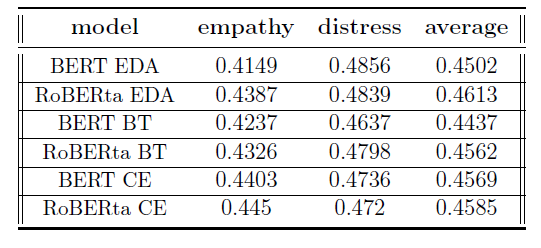 model empathy distress average
BERT EDA 0.4149 0.4856 0.4502
RoBERta EDA 0.4387 0.4839 0.4613
BERT BT 0.4237 0.4637 0.4437
RoBERta BT 0.4326 0.4798 0.4562
BERT CE 0.4403 0.4736 0.4569
RoBERta CE 0.445 0.472 0.4585